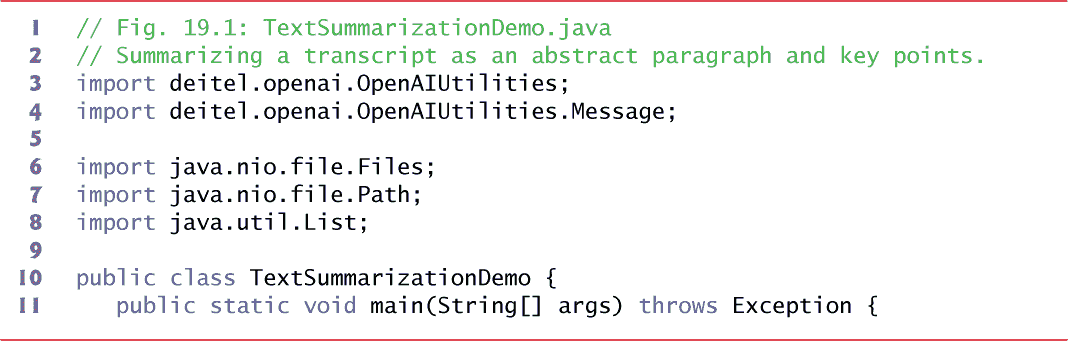 1 // Fig. 19.1: TextSummarizationDemo.java
2 // Summarizing a transcript as an abstract paragraph and key points.
3 import deitel.openai.OpenAIUtilities;
4 import deitel.openai.OpenAIUtilities.Message;
5
6 import java.nio.file.Files;
7 import java.nio.file.Path;
8 import java.util.List;
9
10 public class TextSummarizationDemo {
11    public static void main(String[] args) throws Exception {